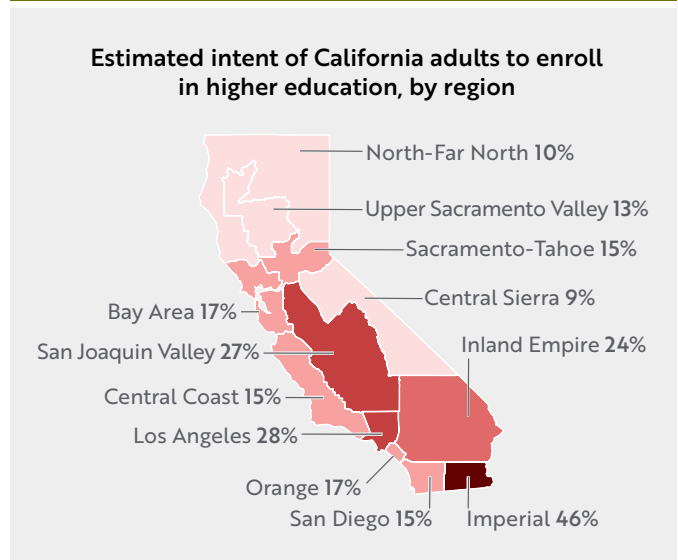 Estimated intent of California adults to enroll
in higher education, by region
North-Far North 10%
Upper Sacramento Valley 13%
Sacramento-Tahoe 15%
Central Sierra 9%
Bay Area 17%
Inland Empire 24%
San Joaquin Valley 27%
Central Coast 15%
Los Angeles 28%
Orange 17%
San Diego 15%
Imperial 46%